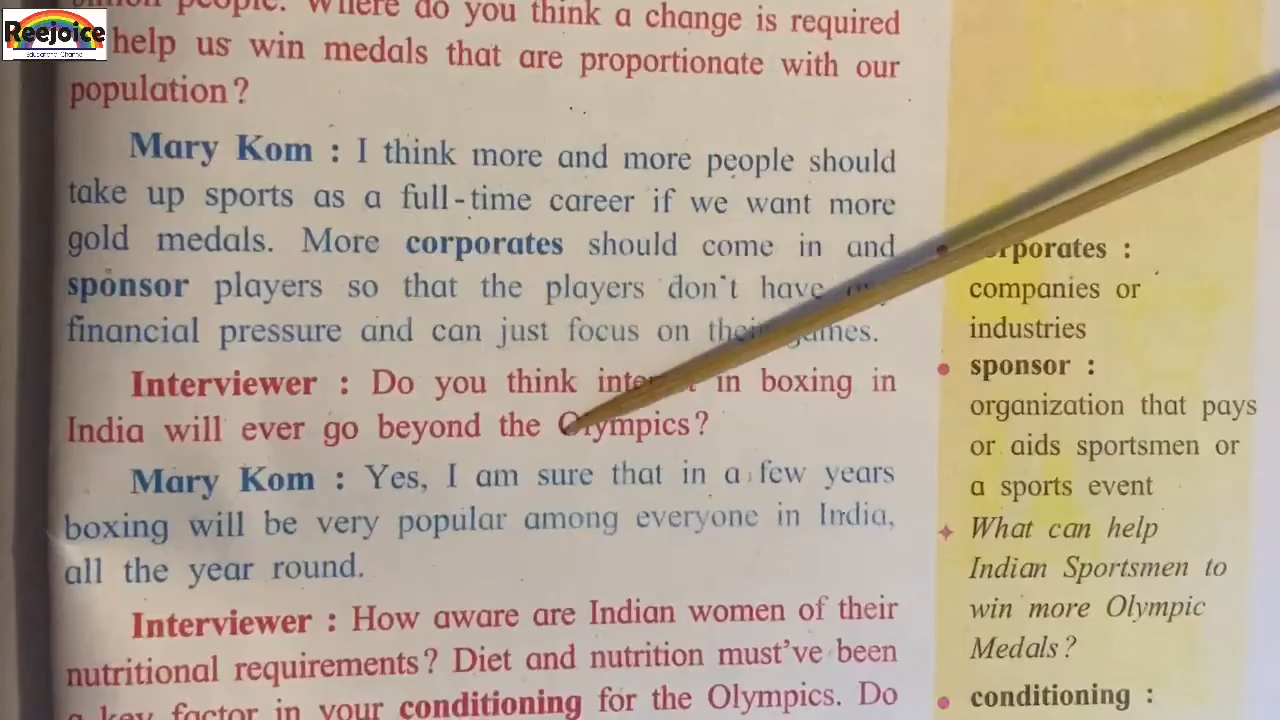 Reejoice
Educational Channel
people. Where do you think a change is required
help us win medals that are proportionate with our
population?
Mary Kom : I think more and more people should
take up sports as a full-time career if we want more
gold medals. More corporates should come in and
sponsor players so that the players don't have
financial pressure and can just focus on their games.
Interviewer : Do you think interest in boxing in
India will ever go beyond the Olympics?
Mary Kom : Yes, I am sure that in a few years
boxing will be very popular among everyone in India,
all the year round.
Interviewer : How aware are Indian women of their
nutritional requirements? Diet and nutrition must've been
a key factor in your conditioning for the Olympics. Do
• corporates :
companies or
industries
• sponsor :
organization that pays
or aids sportsmen or
a sports event
✦ What can help
Indian Sportsmen to
win more Olympic
Medals?
• conditioning :